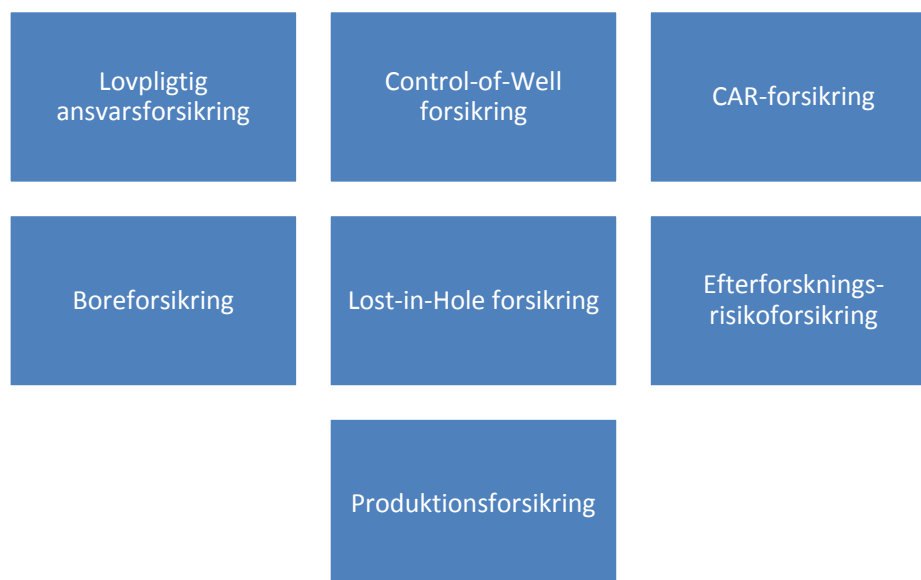 Lovpligtig
ansvarsforsikring
Control-of-Well
forsikring
CAR-forsikring
Boreforsikring
Lost-in-Hole forsikring
Efterforsknings-
risikoforsikring
Produktionsforsikring